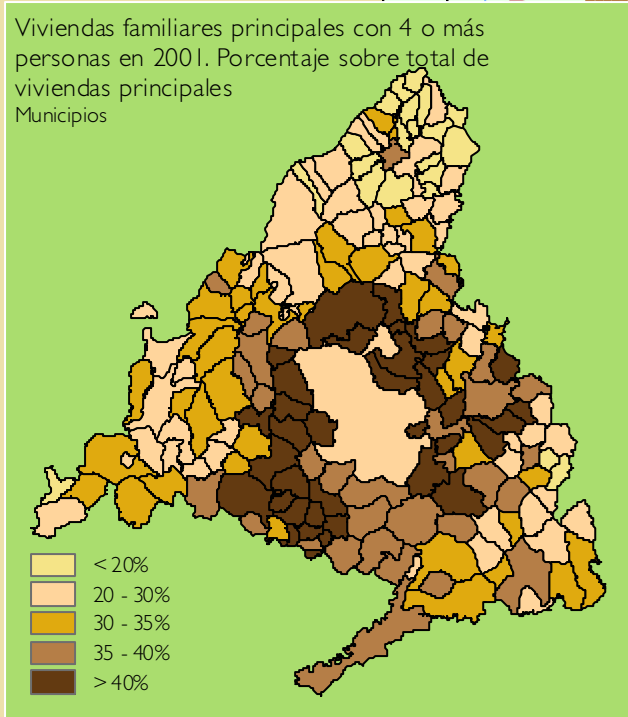 Viviendas familiares principales con 4 o más
personas en 2001. Porcentaje sobre total de
viviendas principales
Municipios
< 20%
20 - 30%
30 - 35%
35 - 40%
> 40%